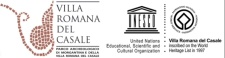 VILLA
ROMANA
DEL
CASALE
PARCO ARCHEOLOGICO
DI MORGANTINA E DELLA
VILLA ROMANA DEL CASALE
United Nations
Educational, Scientific and
Cultural Organization
Villa Romana del Casale
inscribed on the World
Heritage List in 1997